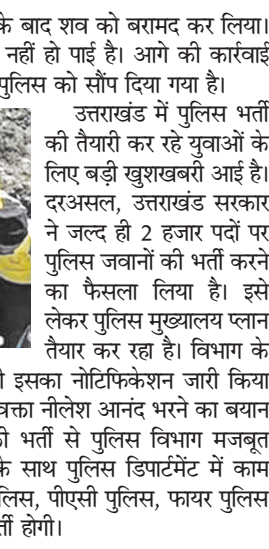 के बाद शव को बरामद कर लिया।
नहीं हो पाई है। आगे की कार्रवाई
पुलिस को सौंप दिया गया है।
उत्तराखंड में पुलिस भर्ती
की तैयारी कर रहे युवाओं के
लिए बड़ी खुशखबरी आई है।
दरअसल, उत्तराखंड सरकार
ने जल्द ही 2 हजार पदों पर
पुलिस जवानों की भर्ती करने
का फैसला लिया है। इसे
लेकर पुलिस मुख्यालय प्लान
तैयार कर रहा है। विभाग के
इसका नोटिफिकेशन जारी किया
नीलेश आनंद भरने का बयान
भर्ती से पुलिस विभाग मजबूत
के साथ पुलिस डिपार्टमेंट में काम
पीएसी पुलिस, फायर पुलिस
होगी।